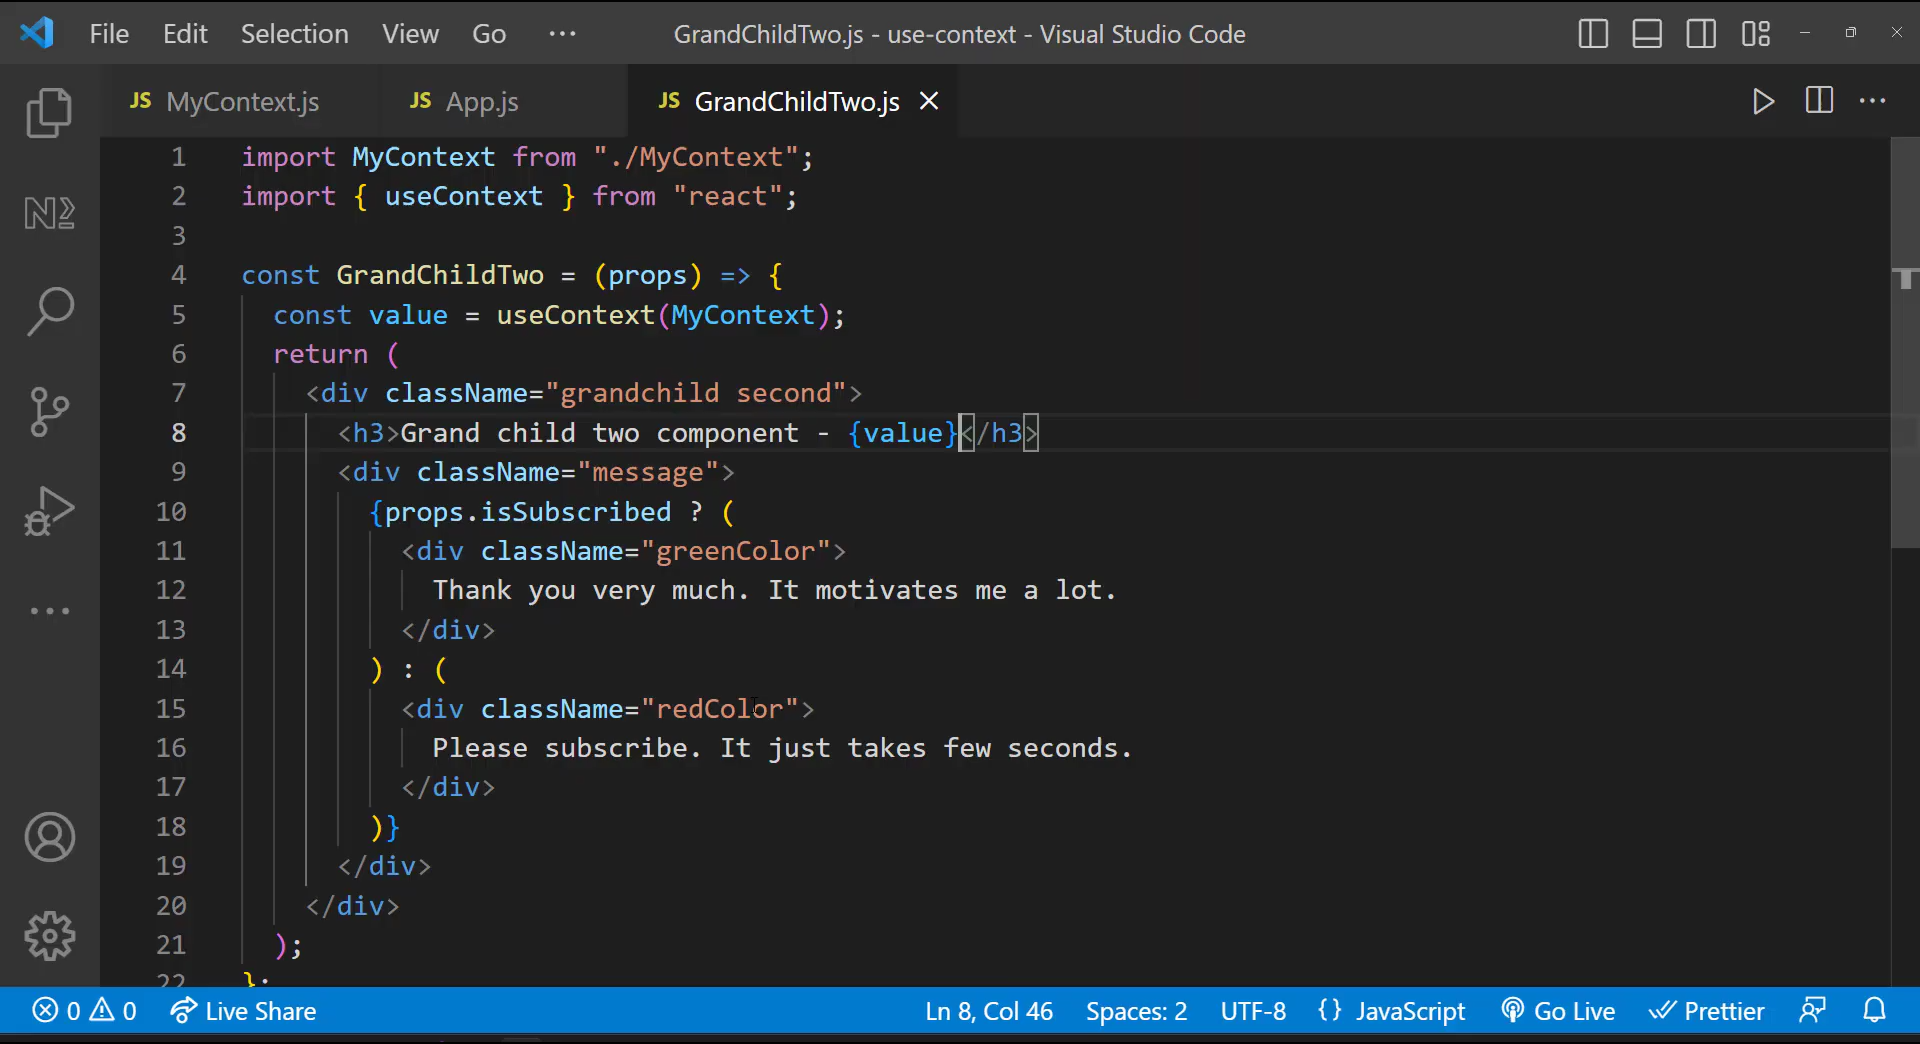 File Edit Selection View Go ··· GrandChildTwo.js - use-context - Visual Studio Code
JS MyContext.js JS App.js JS GrandChildTwo.js
1 import MyContext from "./MyContext";
2 import { useContext } from "react";
3
4 const GrandChildTwo = (props) => {
5 const value = useContext(MyContext);
6 return (
7 <div className="grandchild second">
8 <h3>Grand child two component - {value}</h3>
9 <div className="message">
10 {props.isSubscribed ? (
11 <div className="greenColor">
12 Thank you very much. It motivates me a lot.
13 </div>
14 ) : (
15 <div className="redColor">
16 Please subscribe. It just takes few seconds.
17 </div>
18 )}
19 </div>
20 </div>
21 );
22 };
0 0 Live Share Ln 8, Col 46 Spaces: 2 UTF-8 {} JavaScript Go Live Prettier